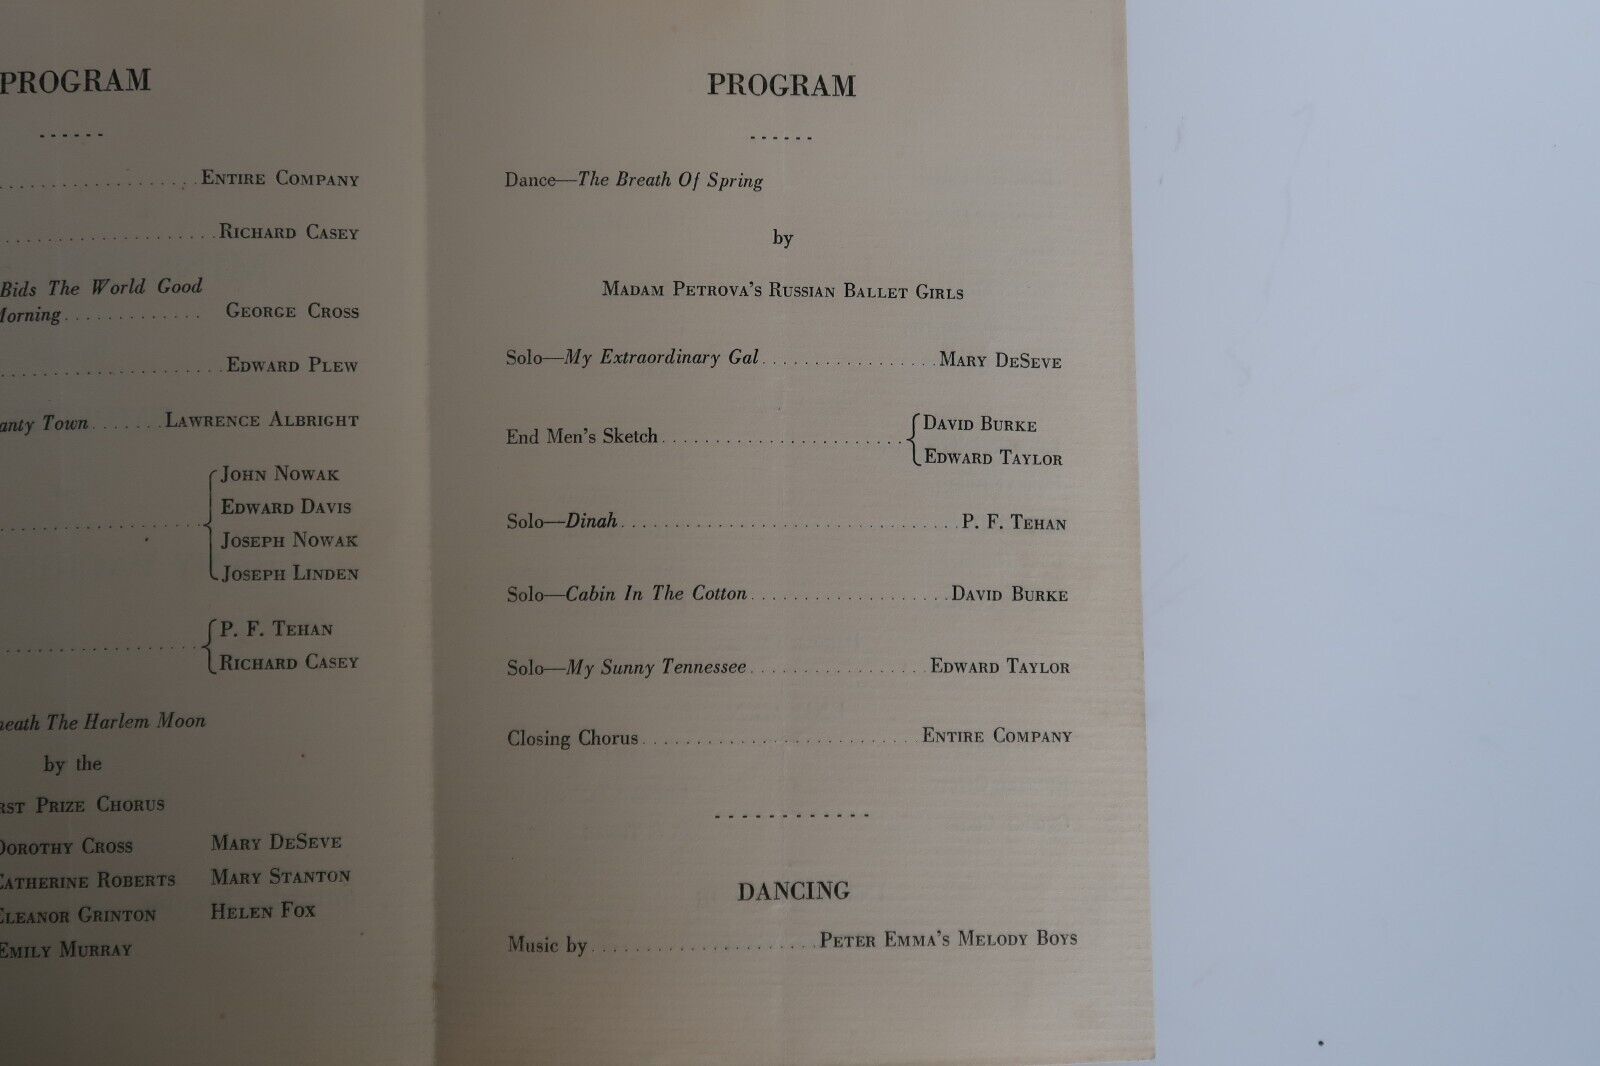 PROGRAM
- - - - - -
. . . . . . . . . . . . . . . . . . . ENTIRE COMPANY
. . . . . . . . . . . . . . . . . . . . RICHARD CASEY
Bids The World Good
. . . . . . . . . . . . . GEORGE CROSS
. . . . . . . . . . . . . . . . . . . . . EDWARD PLEW
Town . . . . . . . LAWRENCE ALBRIGHT
JOHN NOWAK
EDWARD DAVIS
JOSEPH NOWAK
JOSEPH LINDEN
P. F. TEHAN
RICHARD CASEY
The Harlem Moon
by the
PRIZE CHORUS
DOROTHY CROSS MARY DESEVE
CATHERINE ROBERTS MARY STANTON
ELEANOR GRINTON HELEN FOX
EMILY MURRAY
PROGRAM
- - - - - -
Dance—The Breath Of Spring
by
MADAM PETROVA'S RUSSIAN BALLET GIRLS
Solo—My Extraordinary Gal . . . . . . . . . . . . . . . . MARY DESEVE
DAVID BURKE
End Men's Sketch . . . . . . . . . . . . . . . . . . . . . . .
EDWARD TAYLOR
Solo—Dinah . . . . . . . . . . . . . . . . . . . . . . . . . . . . . . . P. F. TEHAN
Solo—Cabin In The Cotton . . . . . . . . . . . . . . . . . . . DAVID BURKE
Solo—My Sunny Tennessee . . . . . . . . . . . . . . . . . EDWARD TAYLOR
Closing Chorus . . . . . . . . . . . . . . . . . . . . . . . . . . ENTIRE COMPANY
- - - - - - - - - - - -
DANCING
Music by . . . . . . . . . . . . . . . . . . . . . PETER EMMA'S MELODY BOYS